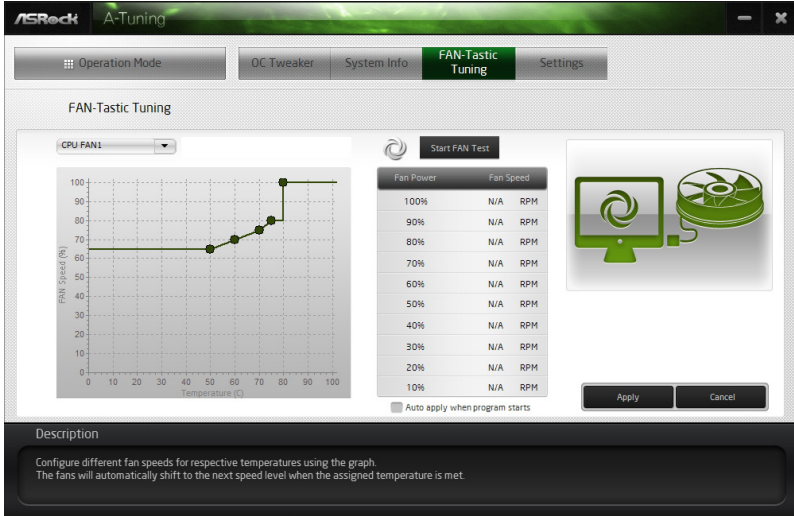 ASRock A-Tuning
Operation Mode
OC Tweaker
System Info
FAN-Tastic
Tuning
Settings
FAN-Tastic Tuning
CPU FAN1
FAN Speed (%)
100
90
80
70
60
50
40
30
20
10
0
0 10 20 30 40 50 60 70 80 90 100
Temperature (C)
Start FAN Test
Fan Power Fan Speed
100% N/A RPM
90% N/A RPM
80% N/A RPM
70% N/A RPM
60% N/A RPM
50% N/A RPM
40% N/A RPM
30% N/A RPM
20% N/A RPM
10% N/A RPM
Auto apply when program starts
Apply
Cancel
Description
Configure different fan speeds for respective temperatures using the graph.
The fans will automatically shift to the next speed level when the assigned temperature is met.